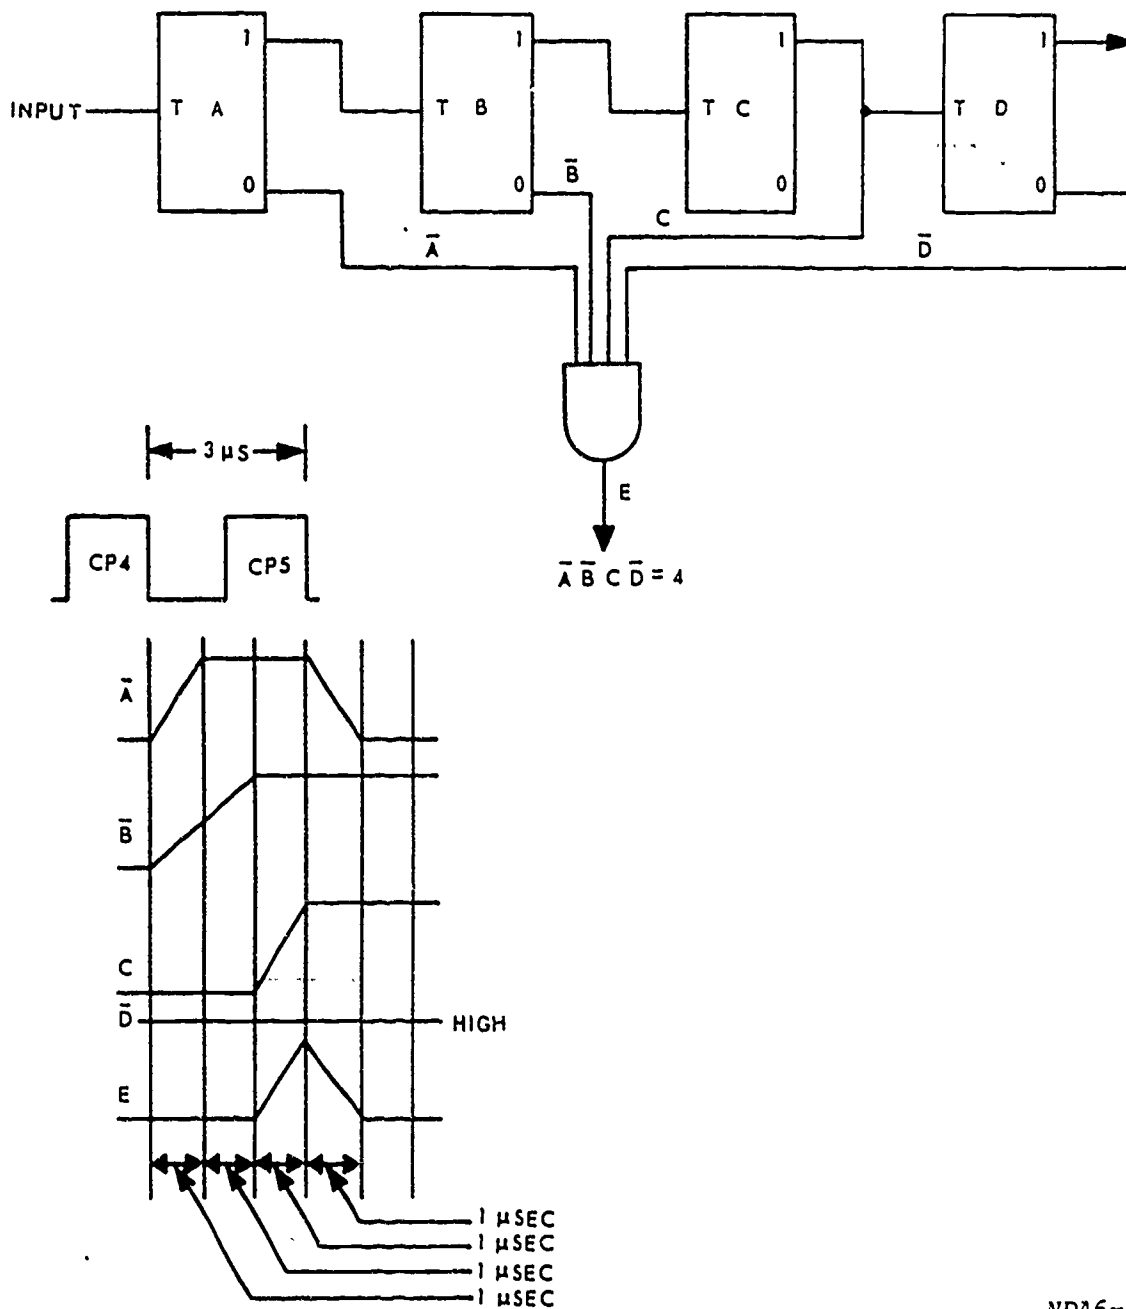 1
1
1
1
INPUT
T A
T B
T C
T D
0
B̅
0
0
0
C
A̅
D̅
3 μS
E
CP4
CP5
A̅ B̅ C D̅ = 4
A̅
B̅
C
D̅
HIGH
E
1 μSEC
1 μSEC
1 μSEC
1 μSEC